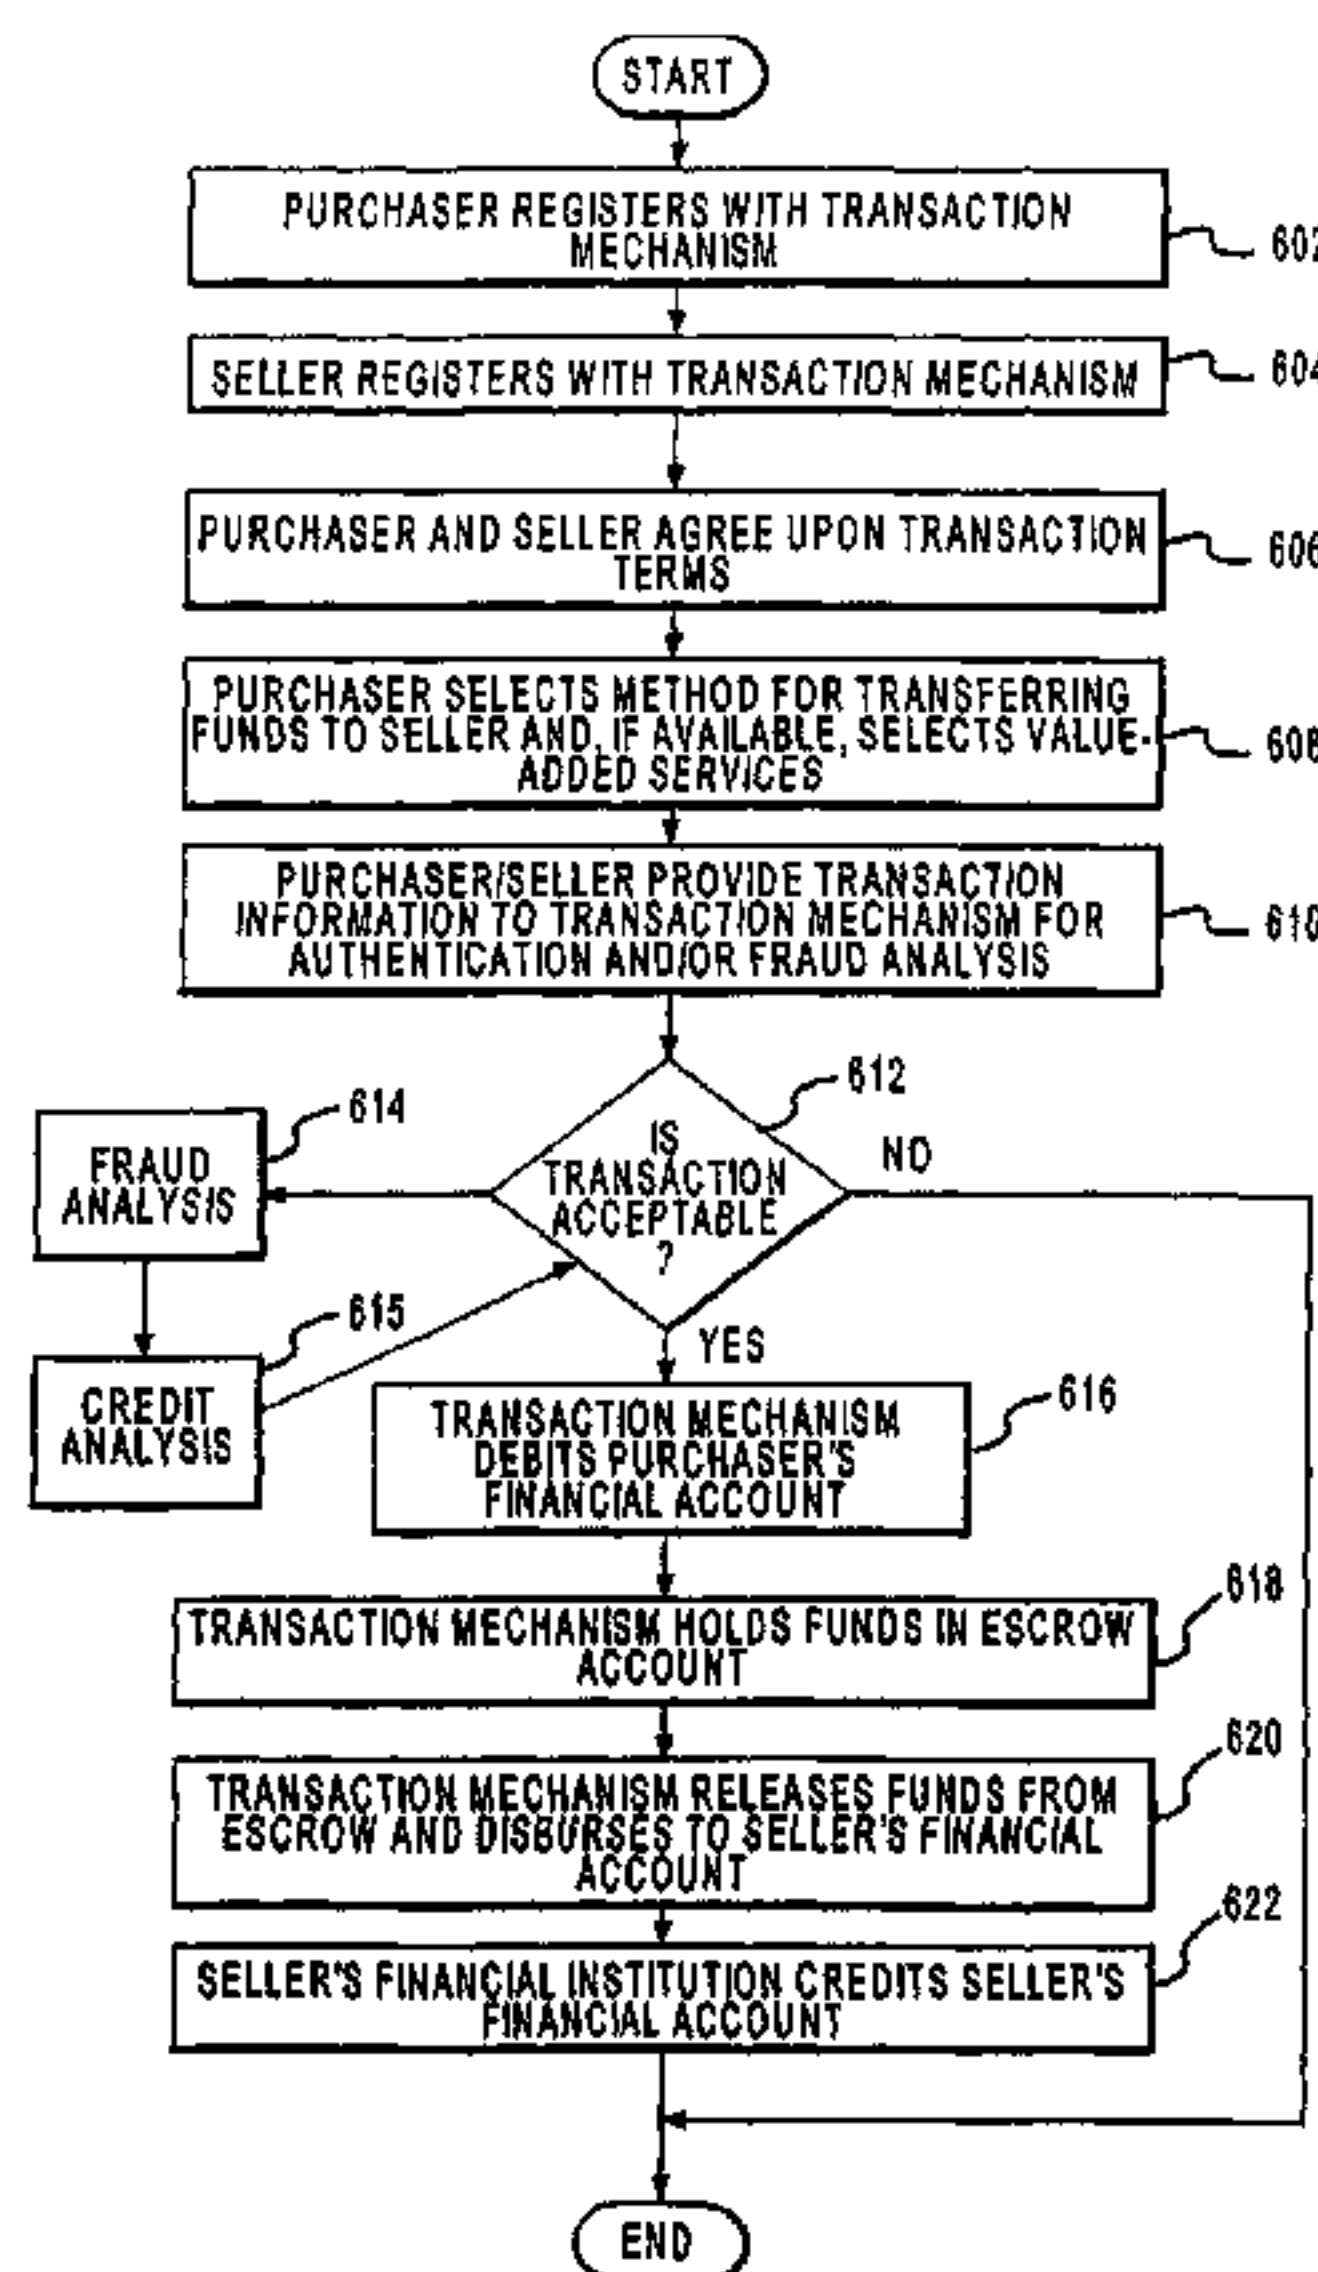 START
PURCHASER REGISTERS WITH TRANSACTION
MECHANISM
602
SELLER REGISTERS WITH TRANSACTION MECHANISM
604
PURCHASER AND SELLER AGREE UPON TRANSACTION
TERMS
606
PURCHASER SELECTS METHOD FOR TRANSFERRING
FUNDS TO SELLER AND, IF AVAILABLE, SELECTS VALUE-
ADDED SERVICES
608
PURCHASER/SELLER PROVIDE TRANSACTION
INFORMATION TO TRANSACTION MECHANISM FOR
AUTHENTICATION AND/OR FRAUD ANALYSIS
610
612
IS
TRANSACTION
ACCEPTABLE
?
NO
614
FRAUD
ANALYSIS
615
CREDIT
ANALYSIS
YES
616
TRANSACTION MECHANISM
DEBITS PURCHASER'S
FINANCIAL ACCOUNT
618
TRANSACTION MECHANISM HOLDS FUNDS IN ESCROW
ACCOUNT
620
TRANSACTION MECHANISM RELEASES FUNDS FROM
ESCROW AND DISBURSES TO SELLER'S FINANCIAL
ACCOUNT
622
SELLER'S FINANCIAL INSTITUTION CREDITS SELLER'S
FINANCIAL ACCOUNT
END